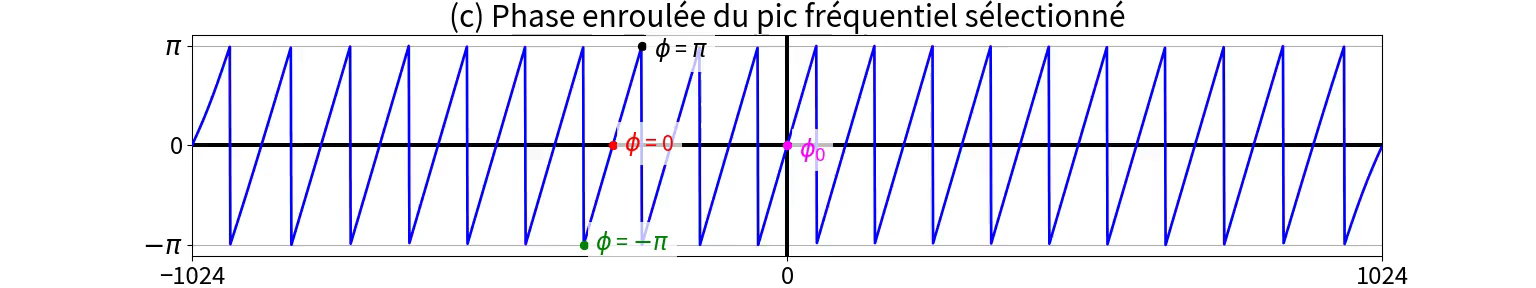 (c) Phase enroulée du pic fréquentiel sélectionné
π
ϕ = π
0
ϕ = 0
ϕ₀
−π
ϕ = −π
−1024
0
1024